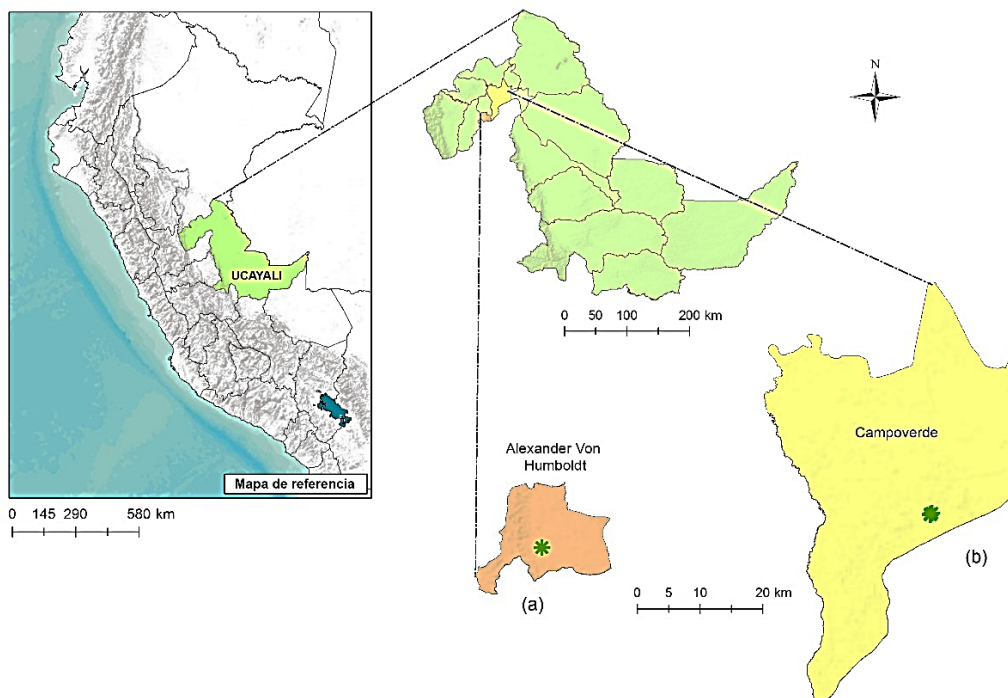 UCAYALI
Mapa de referencia
0 145 290 580 km
N
0 50 100 200 km
Campoverde
Alexander Von
Humboldt
(a)
(b)
0 5 10 20 km